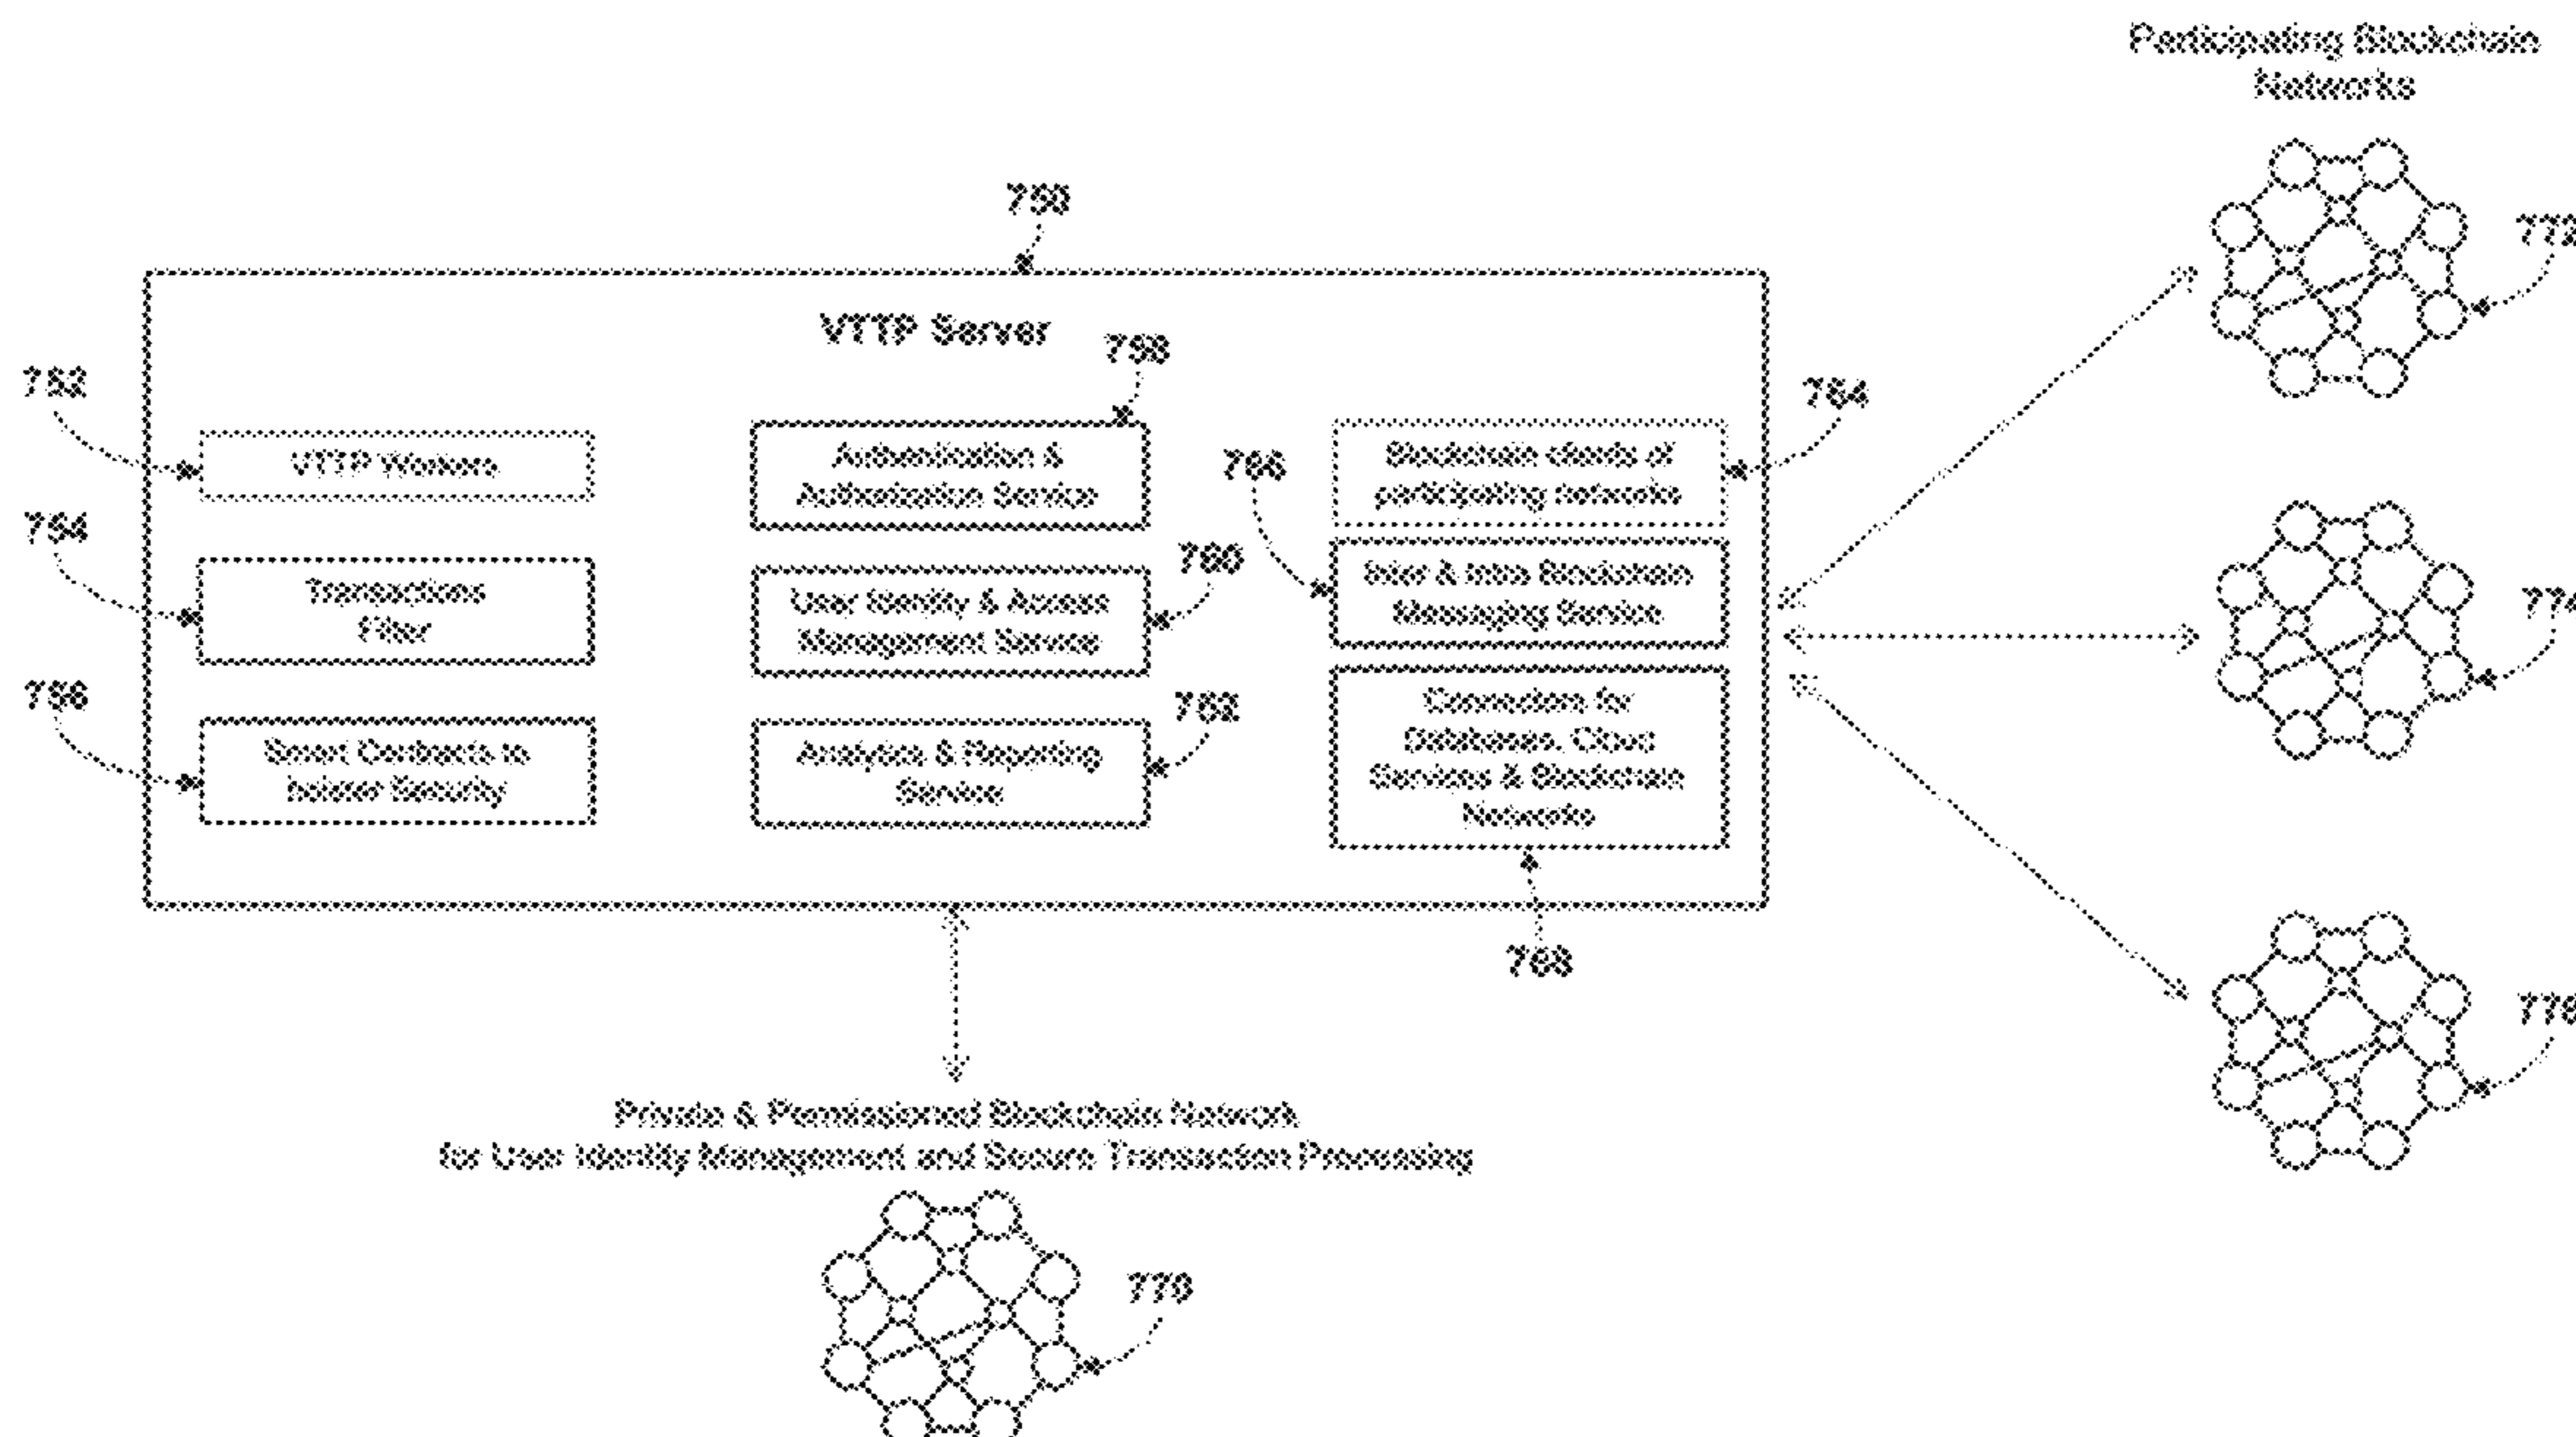 Participating Blockchain
Networks
750
772
VTTP Server
758
752
764
VTTP Workers
Authentication &
Authorization Service
766
Blockchain clients of
participating networks
754
760
Transactions
Filter
User Identity & Access
Management Service
Inter & Intra Blockchain
Messaging Service
774
756
762
Smart Contracts to
Security
Analytics & Reporting
Service
Connectors for
Databases, Cloud
Services & Blockchain
Networks
768
776
Private & Permissioned Blockchain Network
for User Identity Management and Secure Transaction Processing
770